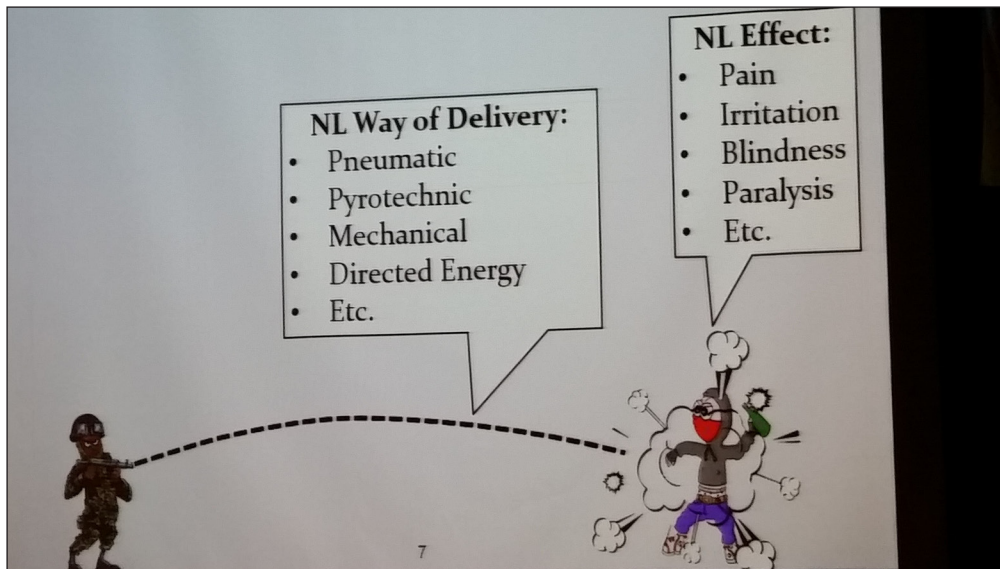 NL Way of Delivery:
• Pneumatic
• Pyrotechnic
• Mechanical
• Directed Energy
• Etc.
NL Effect:
• Pain
• Irritation
• Blindness
• Paralysis
• Etc.
7